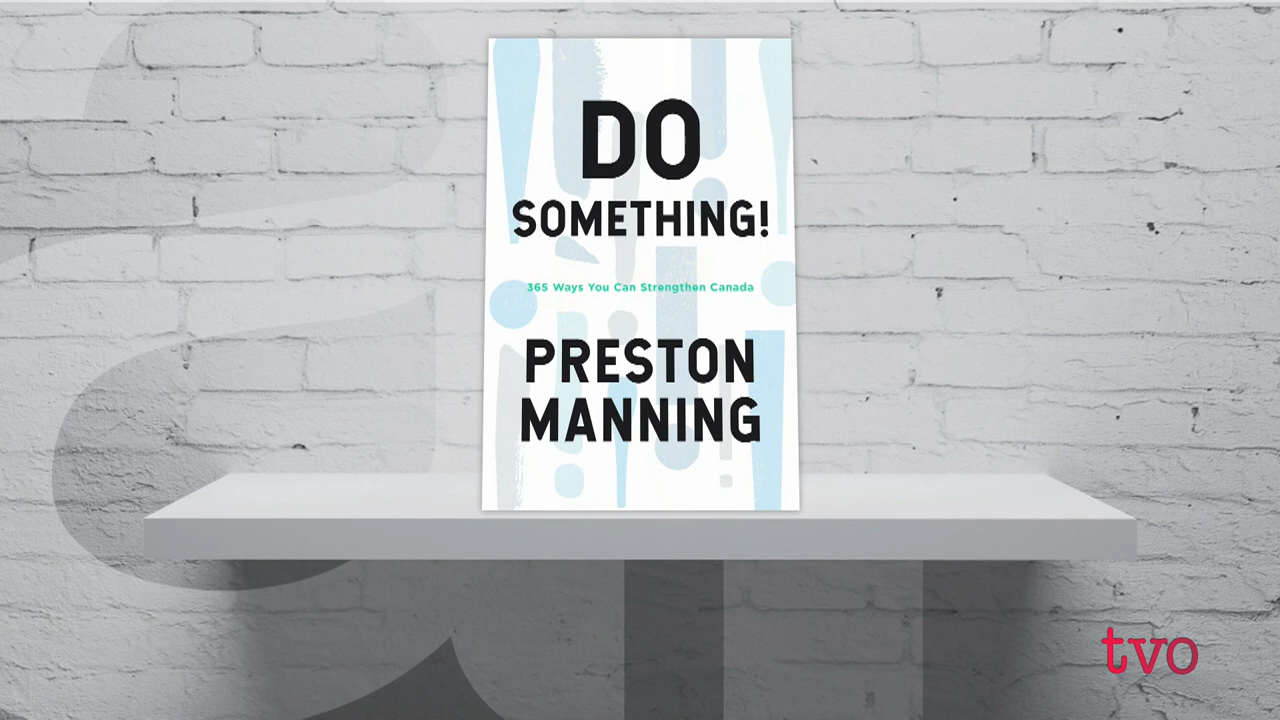 DO
SOMETHING!
365 Ways You Can Strengthen Canada
PRESTON
MANNING
tvo